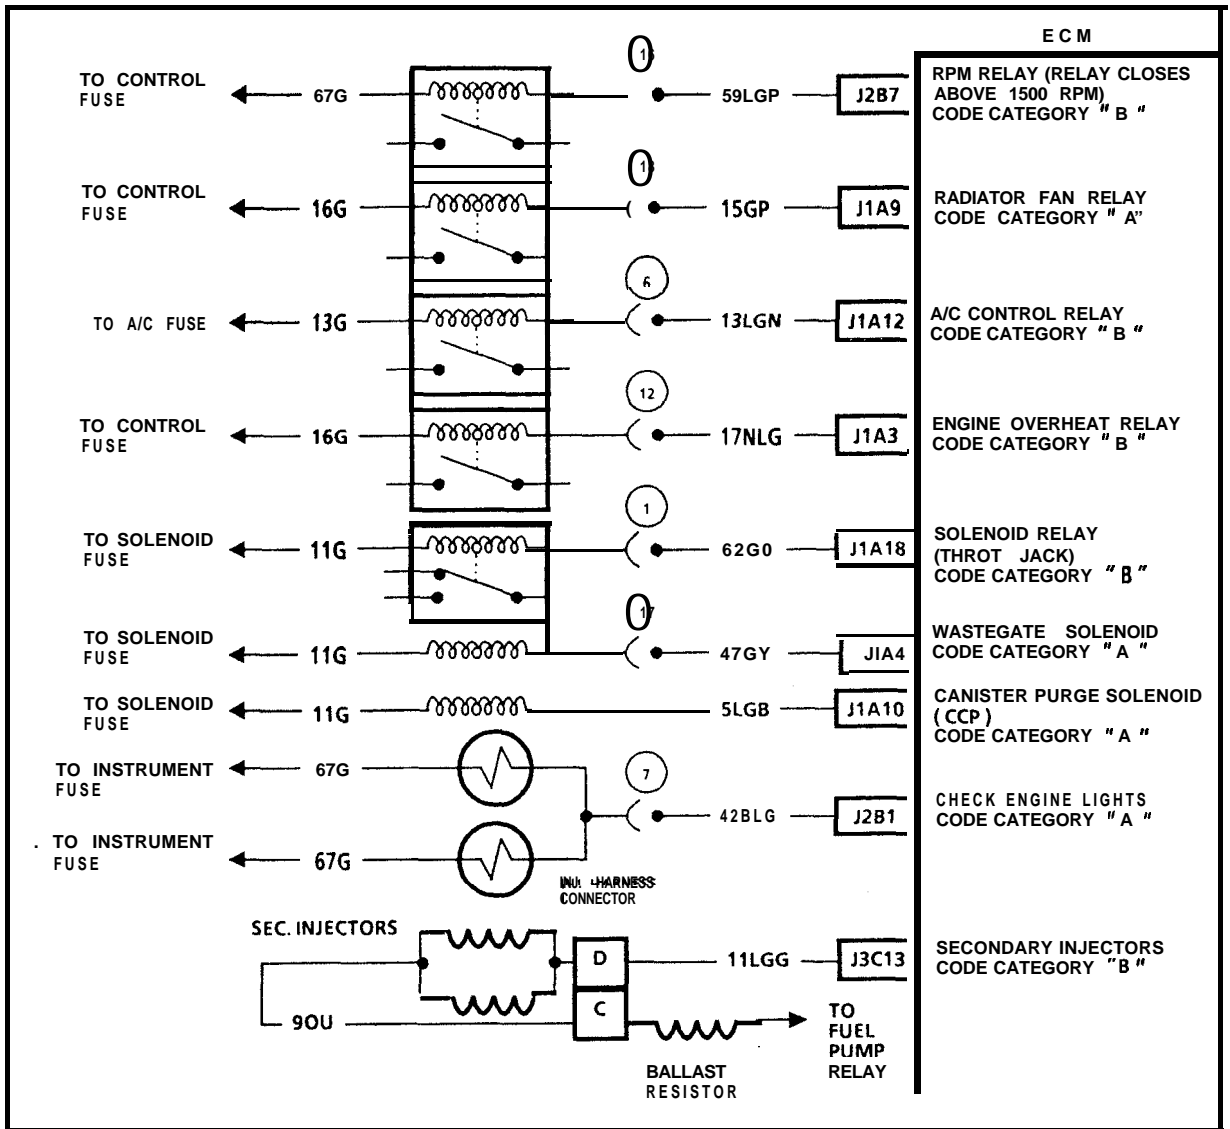 ECM
TO CONTROL
FUSE
67G
59LGP
J2B7
RPM RELAY (RELAY CLOSES
ABOVE 1500 RPM)
CODE CATEGORY "B"
TO CONTROL
FUSE
16G
15GP
J1A9
RADIATOR FAN RELAY
CODE CATEGORY "A"
TO A/C FUSE
13G
6
13LGN
J1A12
A/C CONTROL RELAY
CODE CATEGORY "B"
TO CONTROL
FUSE
16G
12
17NLG
J1A3
ENGINE OVERHEAT RELAY
CODE CATEGORY "B"
TO SOLENOID
FUSE
11G
1
62G0
J1A18
SOLENOID RELAY
(THROT JACK)
CODE CATEGORY "B"
TO SOLENOID
FUSE
11G
17
47GY
JIA4
WASTEGATE SOLENOID
CODE CATEGORY "A"
TO SOLENOID
FUSE
11G
5LGB
J1A10
CANISTER PURGE SOLENOID
(CCP)
CODE CATEGORY "A"
TO INSTRUMENT
FUSE
67G
7
42BLG
J2B1
CHECK ENGINE LIGHTS
CODE CATEGORY "A"
. TO INSTRUMENT
FUSE
67G
HARNESS
CONNECTOR
SEC. INJECTORS
D
11LGG
J3C13
SECONDARY INJECTORS
CODE CATEGORY "B"
90U
C
TO
FUEL
PUMP
RELAY
BALLAST
RESISTOR